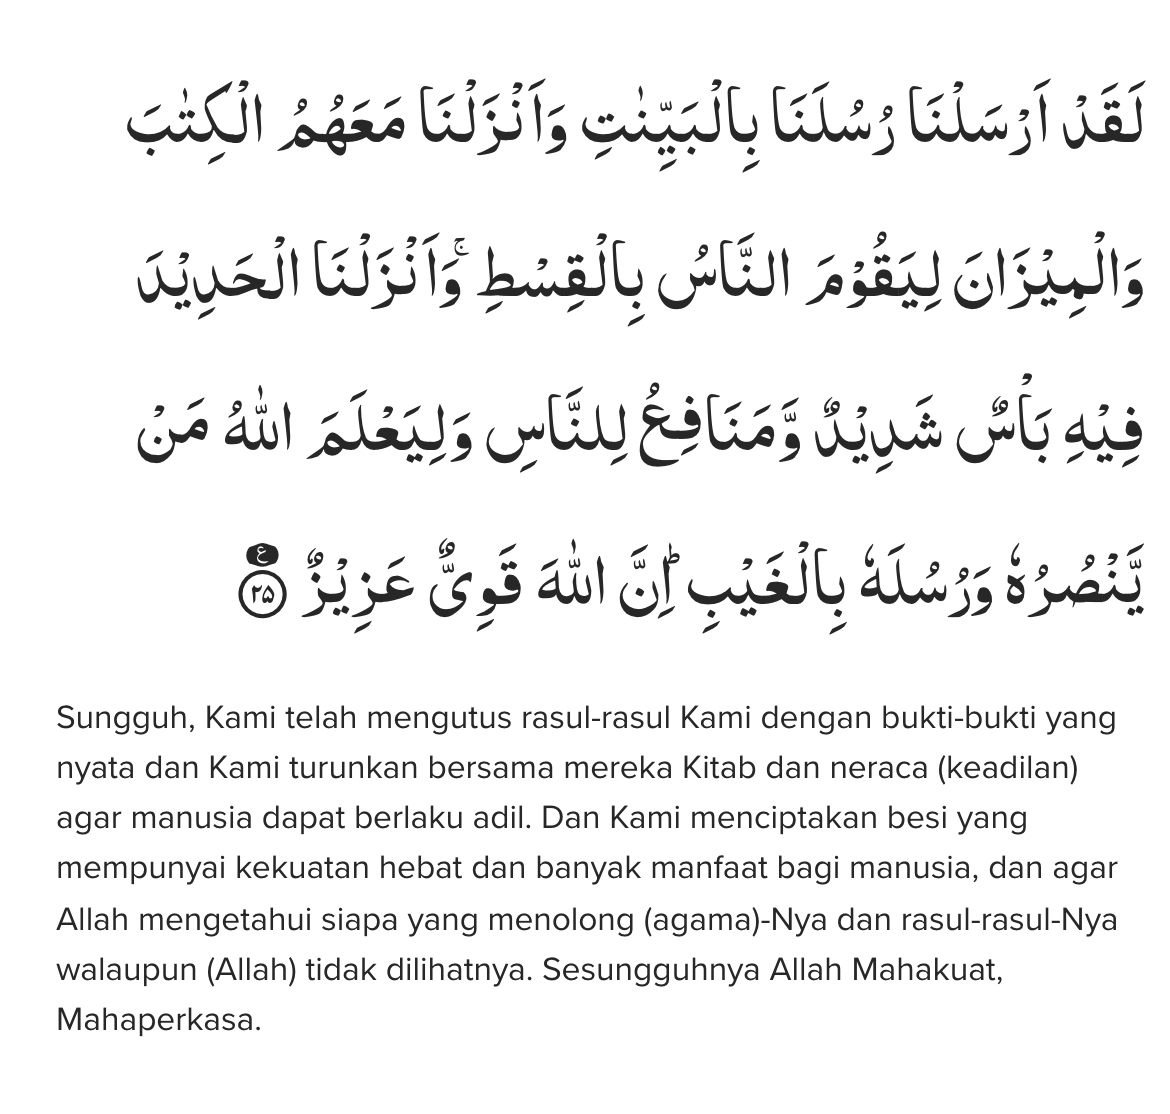 لَقَدْ اَرْسَلْنَا رُسُلَنَا بِالْبَيِّنٰتِ وَاَنْزَلْنَا مَعَهُمُ الْكِتٰبَ
وَالْمِيْزَانَ لِيَقُوْمَ النَّاسُ بِالْقِسْطِۚ وَاَنْزَلْنَا الْحَدِيْدَ
فِيْهِ بَأْسٌ شَدِيْدٌ وَّمَنَافِعُ لِلنَّاسِ وَلِيَعْلَمَ اللّٰهُ مَنْ
يَّنْصُرُهٗ وَرُسُلَهٗ بِالْغَيْبِۗ اِنَّ اللّٰهَ قَوِيٌّ عَزِيْزٌ ࣖ ٢٥
Sungguh, Kami telah mengutus rasul-rasul Kami dengan bukti-bukti yang
nyata dan Kami turunkan bersama mereka Kitab dan neraca (keadilan)
agar manusia dapat berlaku adil. Dan Kami menciptakan besi yang
mempunyai kekuatan hebat dan banyak manfaat bagi manusia, dan agar
Allah mengetahui siapa yang menolong (agama)-Nya dan rasul-rasul-Nya
walaupun (Allah) tidak dilihatnya. Sesungguhnya Allah Mahakuat,
Mahaperkasa.